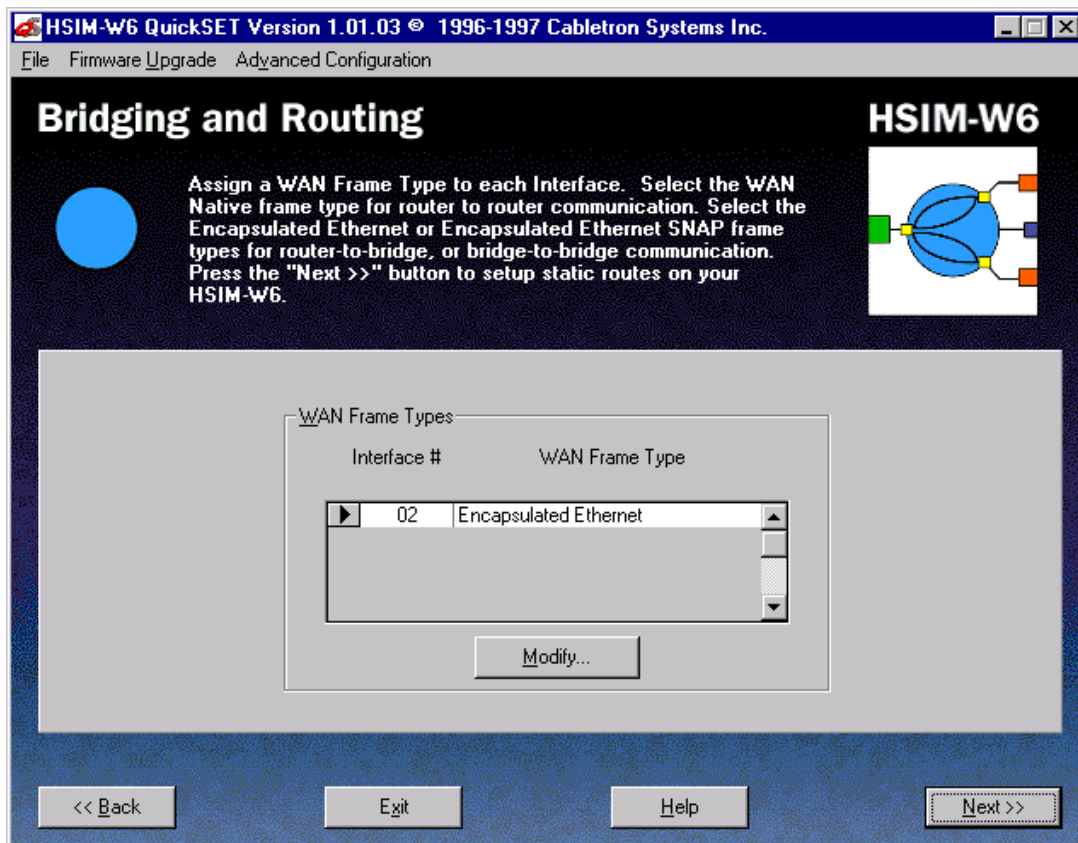 HSIM-W6 QuickSET Version 1.01.03 © 1996-1997 Cabletron Systems Inc.
File Firmware Upgrade Advanced Configuration
Bridging and Routing
HSIM-W6
Assign a WAN Frame Type to each Interface. Select the WAN
Native frame type for router to router communication. Select the
Encapsulated Ethernet or Encapsulated Ethernet SNAP frame
types for router-to-bridge, or bridge-to-bridge communication.
Press the "Next >>" button to setup static routes on your
HSIM-W6.
WAN Frame Types
Interface # WAN Frame Type
02 Encapsulated Ethernet
Modify...
<< Back Exit Help Next >>